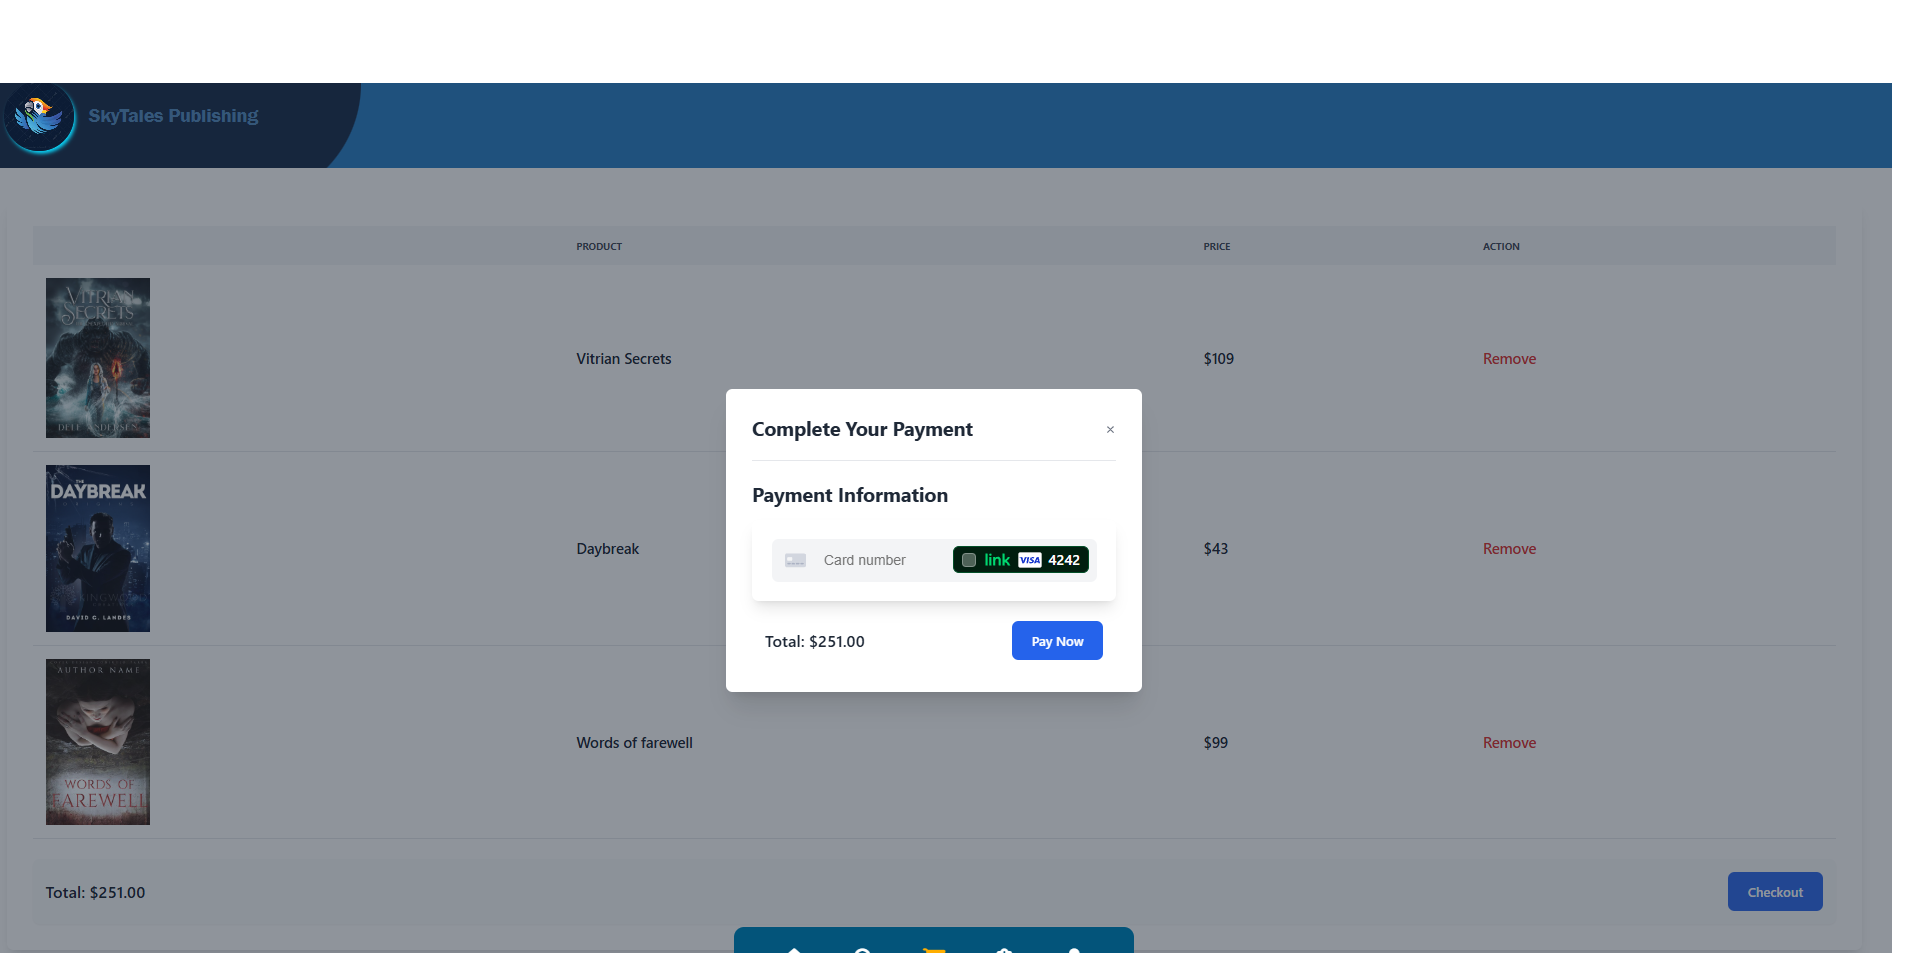 SkyTales Publishing
PRODUCT PRICE ACTION
VITRIAN
SECRETS
Vitrian Secrets $109 Remove
Complete Your Payment ×
Payment Information
THE
DAYBREAK
DAVID C. LANDES
Daybreak $43 Remove
Card number link VISA 4242
Total: $251.00 Pay Now
AUTHOR NAME
WORDS OF
FAREWELL
Words of farewell $99 Remove
Total: $251.00 Checkout